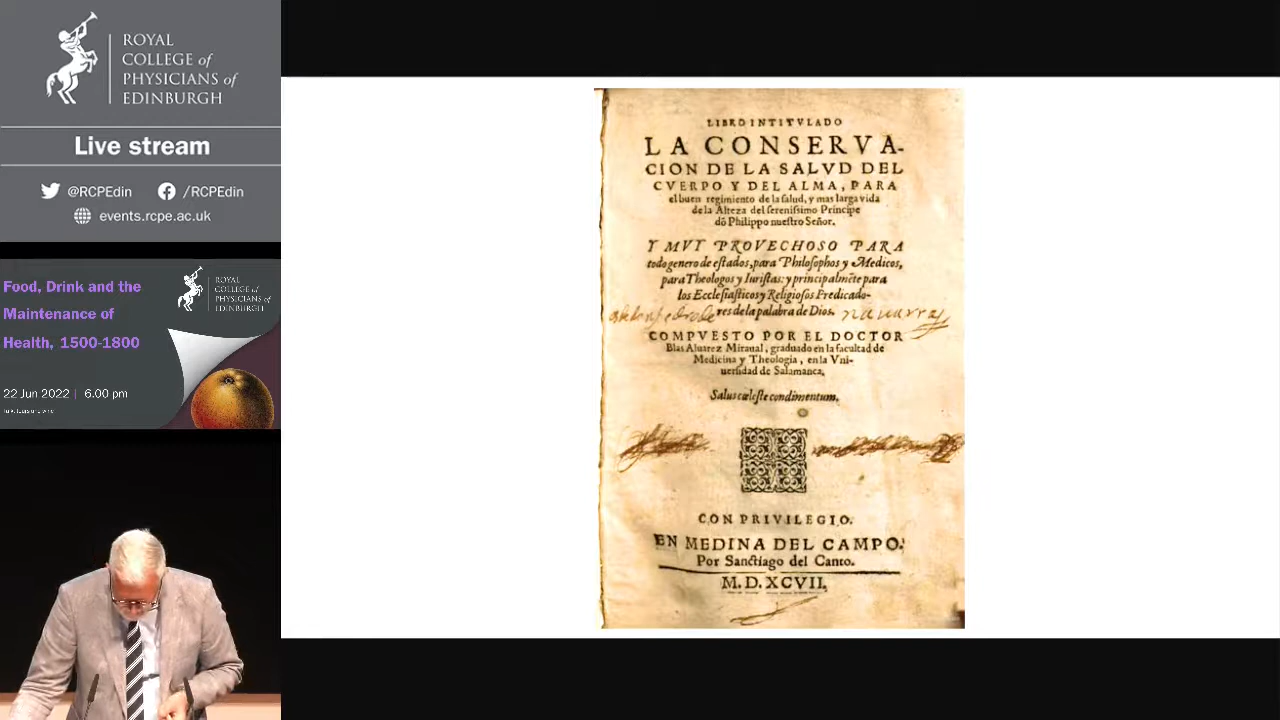 ROYAL
COLLEGE of
PHYSICIANS of
EDINBURGH
Live stream
@RCPEdin /RCPEdin
events.rcpe.ac.uk
Food, Drink and the
Maintenance of
Health, 1500-1800
22 Jun 2022 | 6.00 pm
ROYAL
COLLEGE of
PHYSICIANS of
EDINBURGH
LIBRO INTITVLADO
LA CONSERVA-
CION DE LA SALVD DEL
CVERPO Y DEL ALMA, PARA
el buen regimiento de la salud, y mas larga vida
de la Alteza del serenissimo Principe
dō Philippo nuestro Señor.
Y MVY PROVECHOSO PARA
todo genero de estados, para Philosophos y Medicos,
para Theologos y Iuristas: y principalmēte para
los Ecclesiasticos y Religiosos Predicado-
res de la palabra de Dios. navarra
COMPVESTO POR EL DOCTOR
Blas Aluarez Miraual, graduado en la facultad de
Medicina y Theologia, en la Vni-
uersidad de Salamanca.
Salus cœleste condimentum.
CON PRIVILEGIO.
EN MEDINA DEL CAMPO.
Por Sanctiago del Canto.
M. D. XCVII.